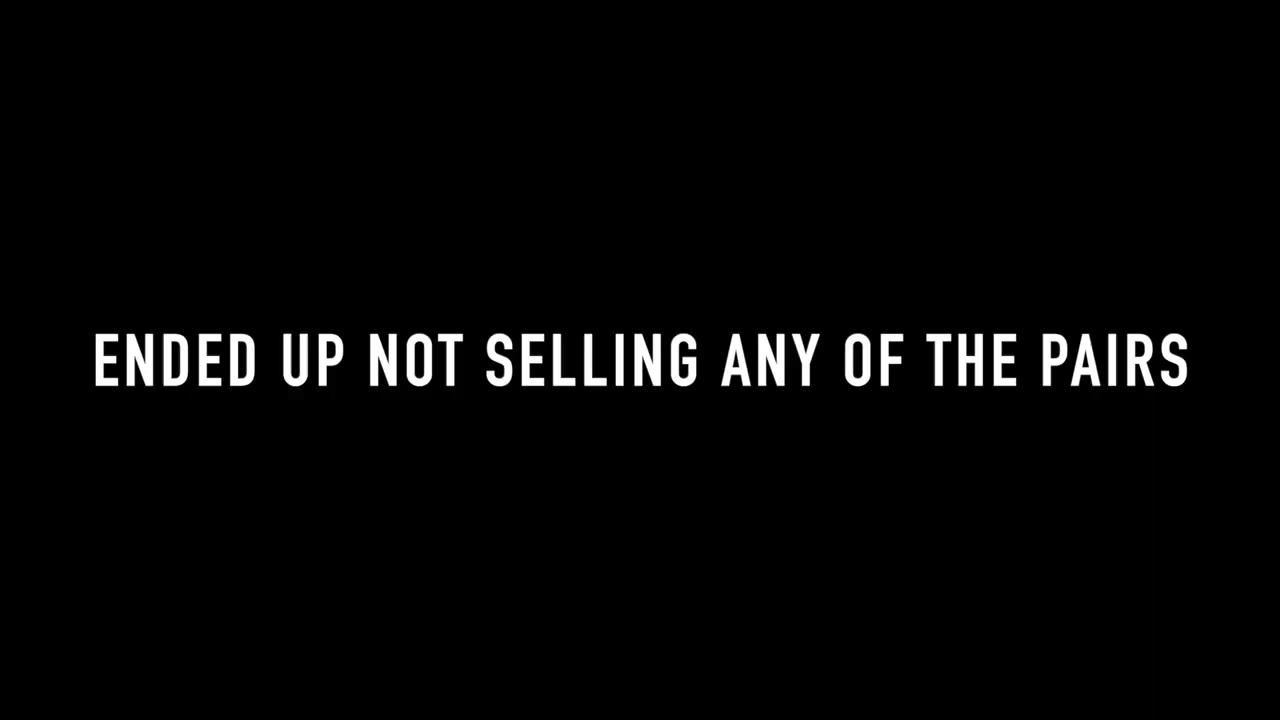 ENDED UP NOT SELLING ANY OF THE PAIRS